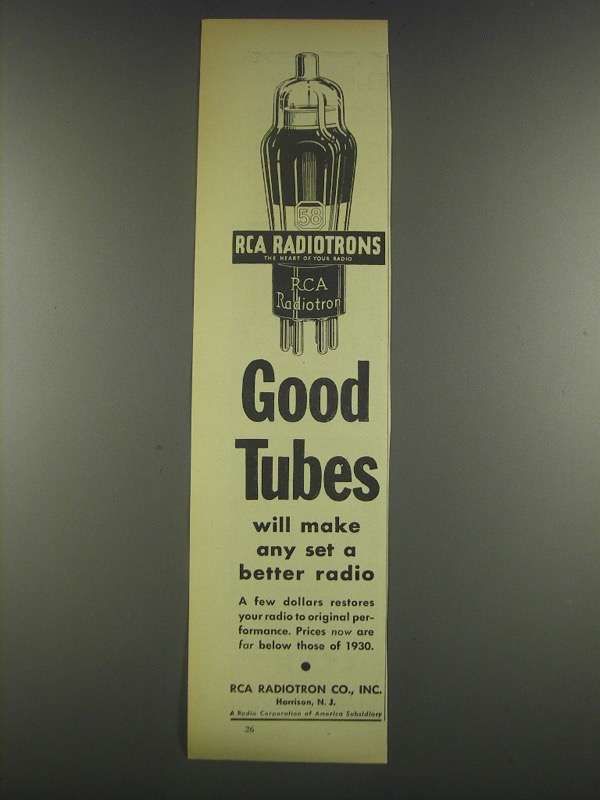 58
RCA RADIOTRONS
THE HEART OF YOUR RADIO
RCA
Radiotron
Good
Tubes
will make
any set a
better radio
A few dollars restores
your radio to original per-
formance. Prices now are
far below those of 1930.
RCA RADIOTRON CO., INC.
Harrison, N. J.
A Radio Corporation of America Subsidiary
26